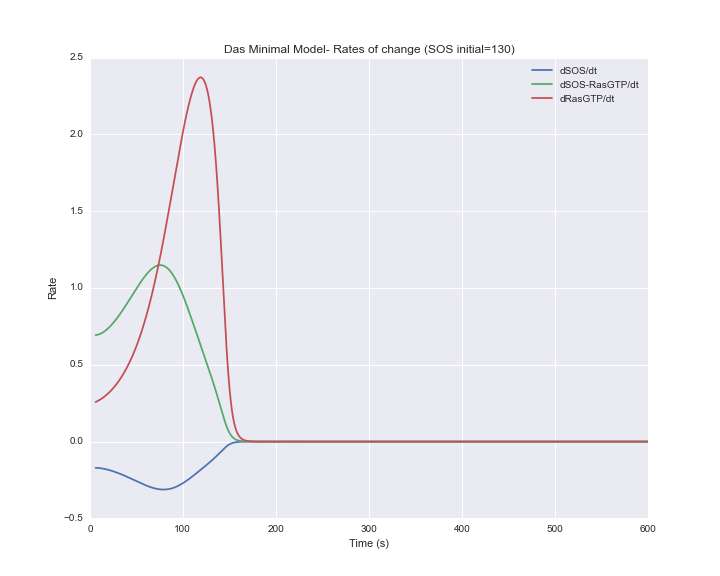 Das Minimal Model- Rates of change (SOS initial=130)
dSOS/dt
dSOS-RasGTP/dt
dRasGTP/dt
2.5
2.0
1.5
1.0
0.5
0.0
−0.5
Rate
0 100 200 300 400 500 600
Time (s)